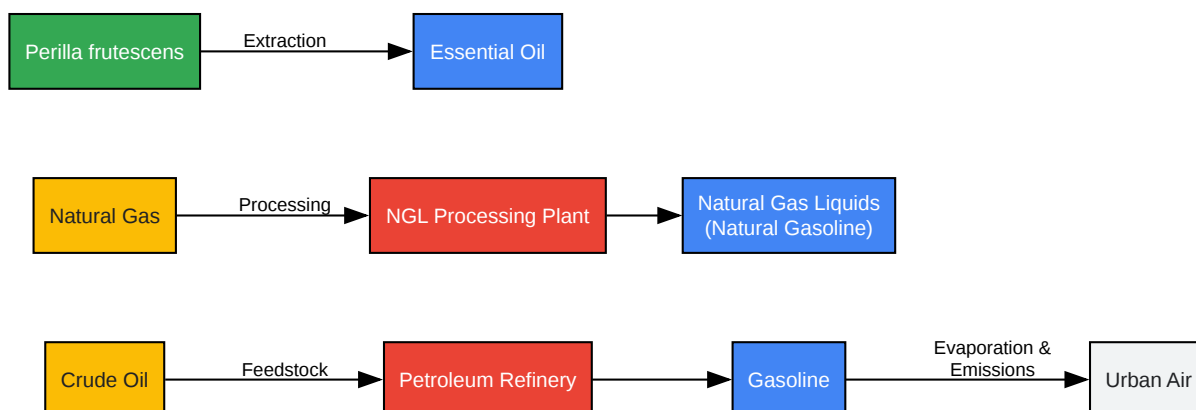 Perilla frutescens
Extraction
Essential Oil
Natural Gas
Processing
NGL Processing Plant
Natural Gas Liquids
(Natural Gasoline)
Crude Oil
Feedstock
Petroleum Refinery
Gasoline
Evaporation &
Emissions
Urban Air